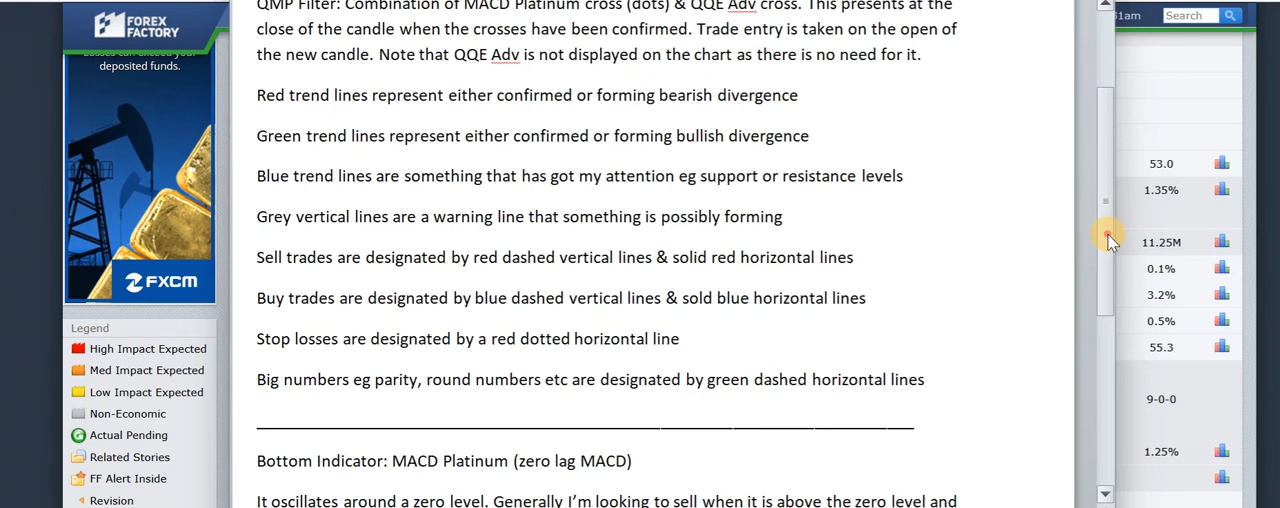 FOREX
FACTORY
deposited funds.
FXCM
Legend
High Impact Expected
Med Impact Expected
Low Impact Expected
Non-Economic
Actual Pending
Related Stories
FF Alert Inside
Revision
QMP Filter: Combination of MACD Platinum cross (dots) & QQE Adv cross. This presents at the
close of the candle when the crosses have been confirmed. Trade entry is taken on the open of
the new candle. Note that QQE Adv is not displayed on the chart as there is no need for it.
Red trend lines represent either confirmed or forming bearish divergence
Green trend lines represent either confirmed or forming bullish divergence
Blue trend lines are something that has got my attention eg support or resistance levels
Grey vertical lines are a warning line that something is possibly forming
Sell trades are designated by red dashed vertical lines & solid red horizontal lines
Buy trades are designated by blue dashed vertical lines & sold blue horizontal lines
Stop losses are designated by a red dotted horizontal line
Big numbers eg parity, round numbers etc are designated by green dashed horizontal lines
Bottom Indicator: MACD Platinum (zero lag MACD)
It oscillates around a zero level. Generally I'm looking to sell when it is above the zero level and
Search
53.0
1.35%
11.25M
0.1%
3.2%
0.5%
55.3
9-0-0
1.25%